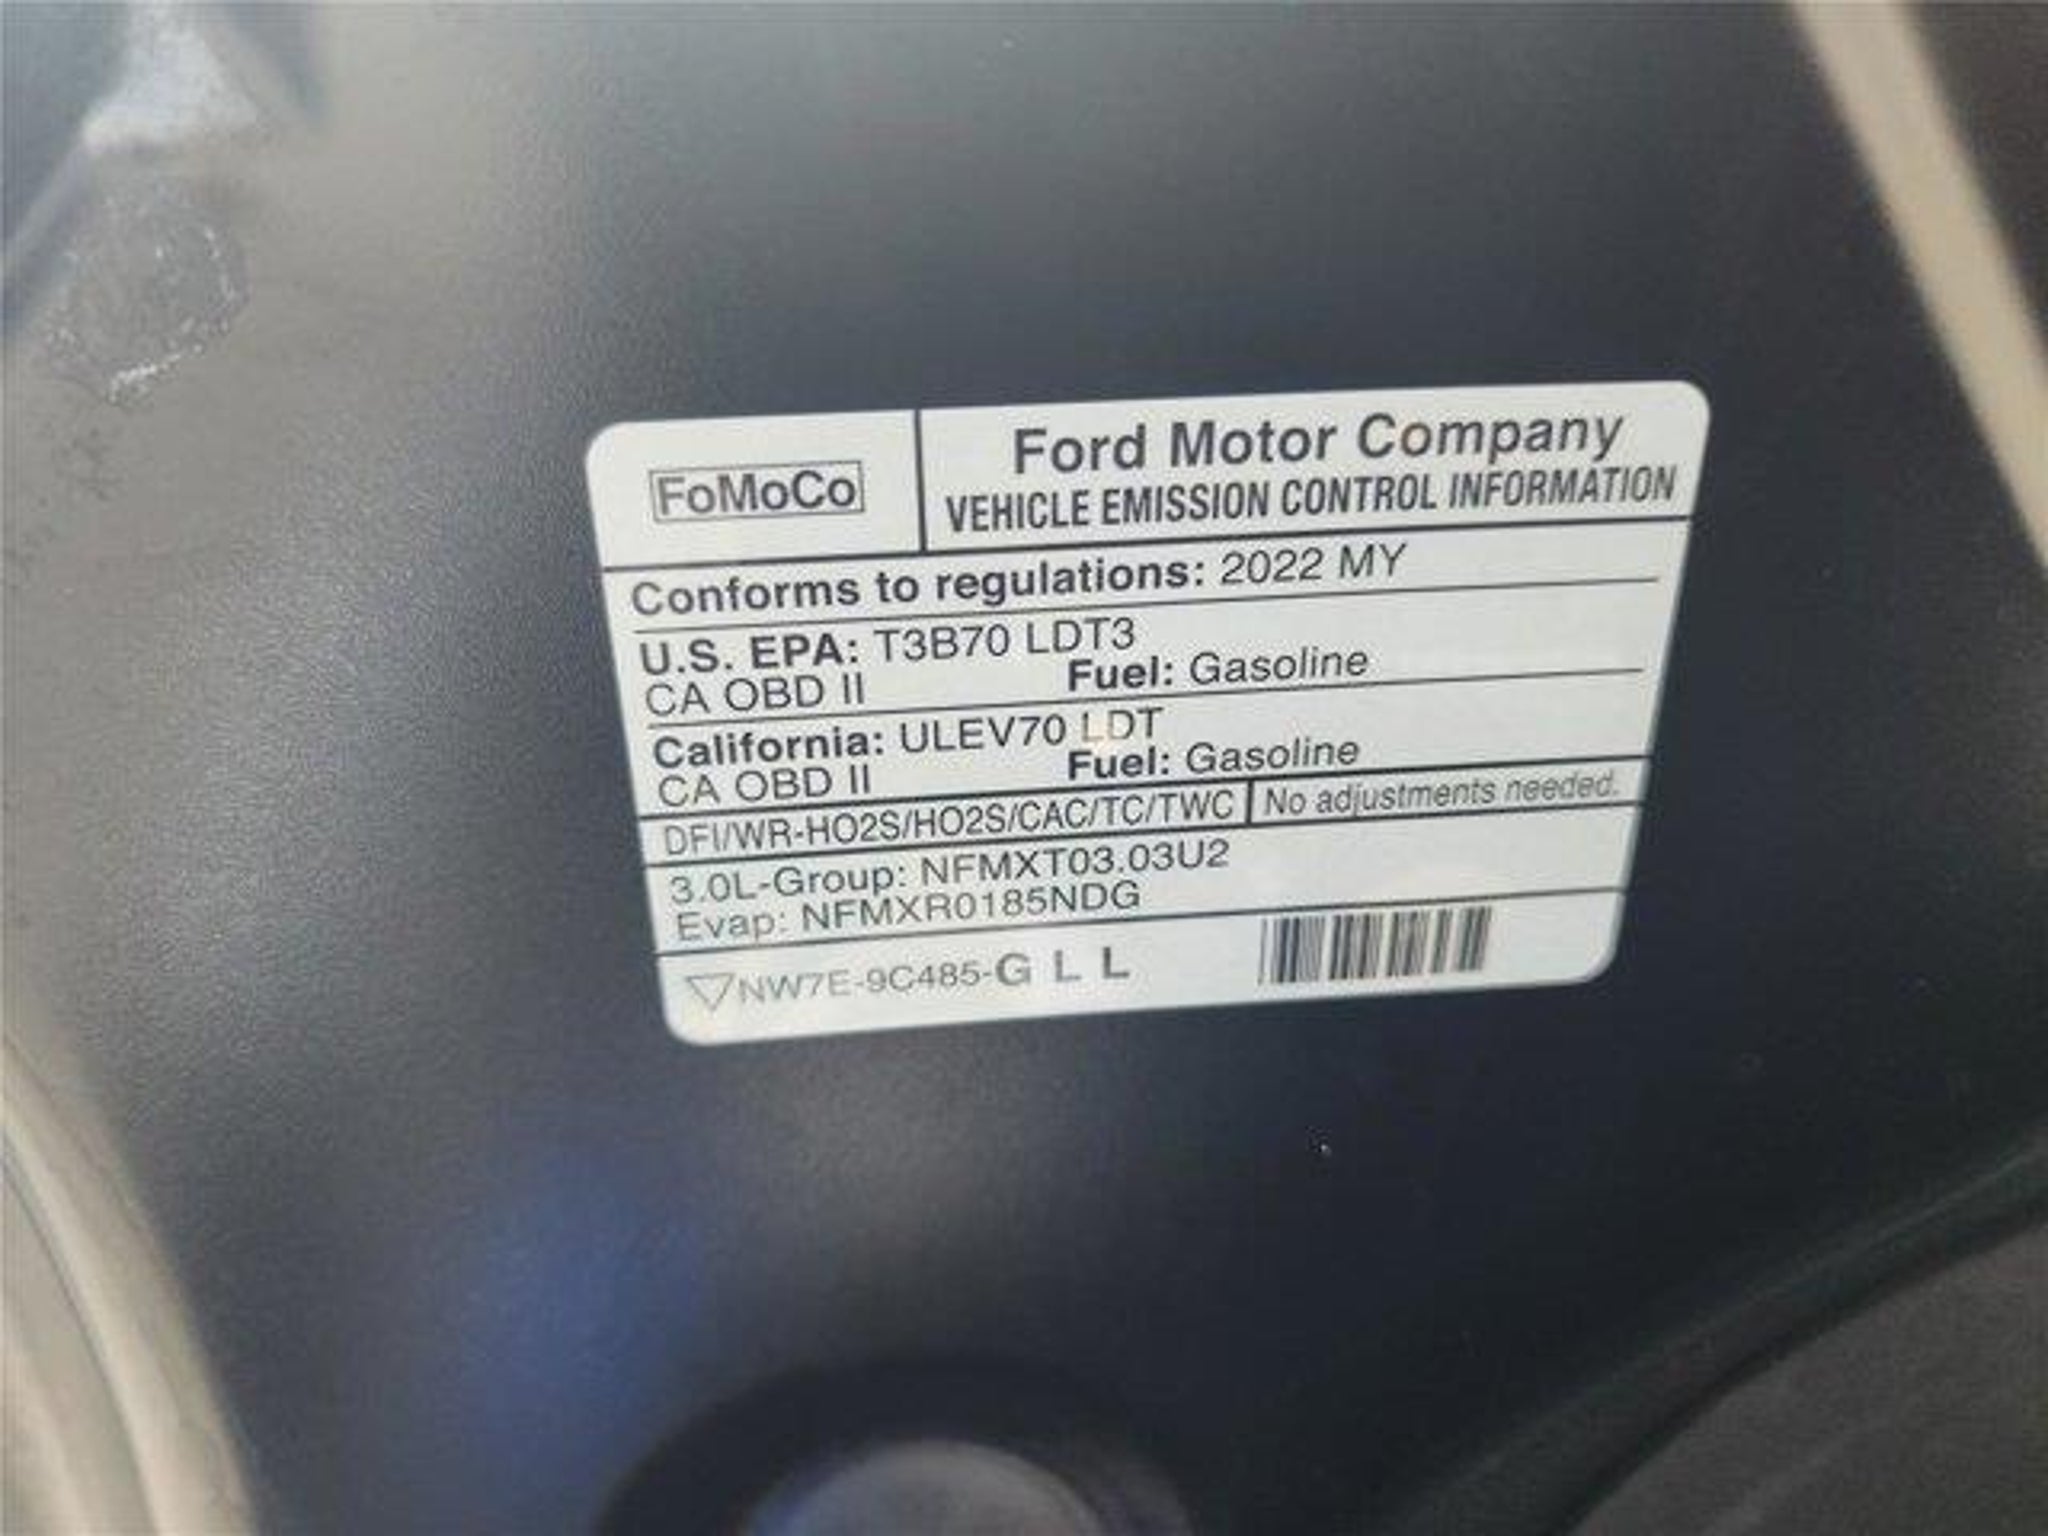 FoMoCo
Ford Motor Company
VEHICLE EMISSION CONTROL INFORMATION
Conforms to regulations: 2022 MY
U.S. EPA: T3B70 LDT3
CA OBD II Fuel: Gasoline
California: ULEV70 LDT
CA OBD II Fuel: Gasoline
DFI/WR-HO2S/HO2S/CAC/TC/TWC No adjustments needed.
3.0L-Group: NFMXT03.03U2
Evap: NFMXR0185NDG
NW7E-9C485-G L L